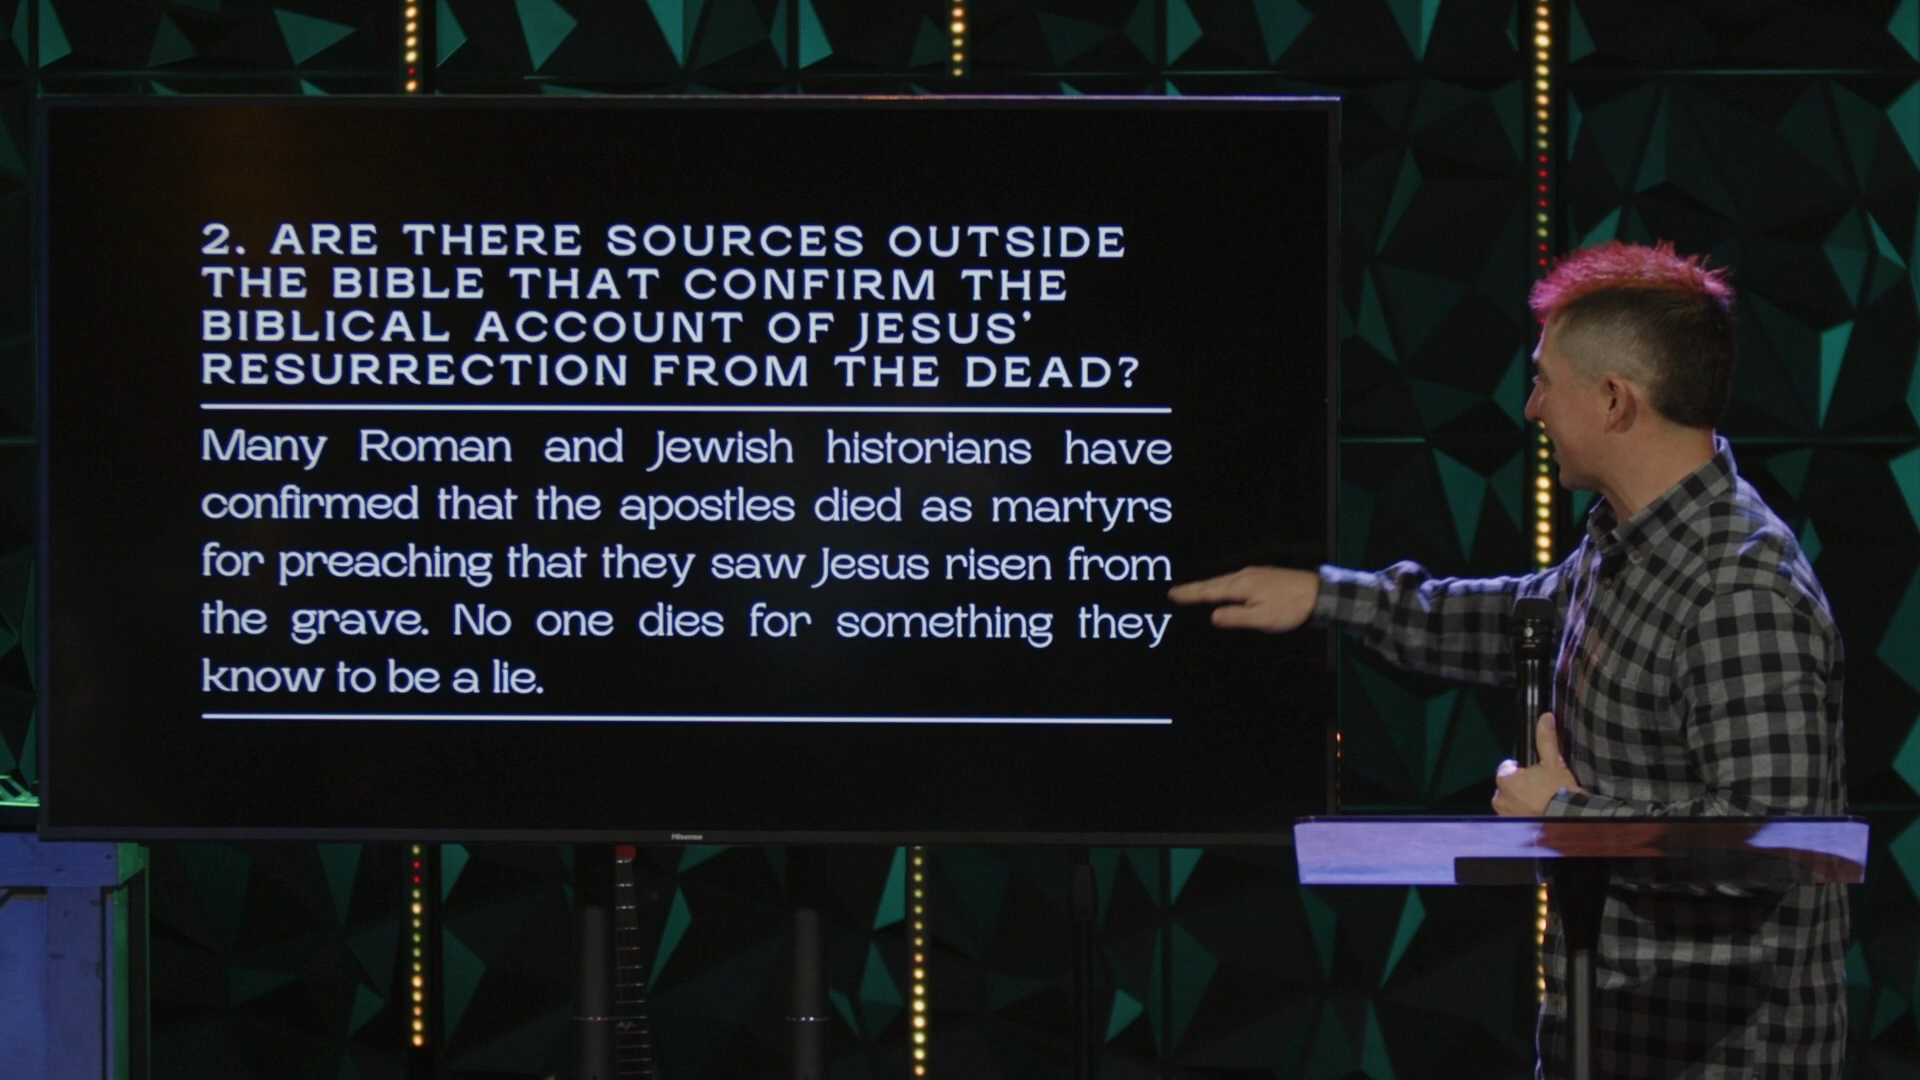 2. ARE THERE SOURCES OUTSIDE
THE BIBLE THAT CONFIRM THE
BIBLICAL ACCOUNT OF JESUS'
RESURRECTION FROM THE DEAD?
Many Roman and Jewish historians have
confirmed that the apostles died as martyrs
for preaching that they saw Jesus risen from
the grave. No one dies for something they
know to be a lie.
Hisense